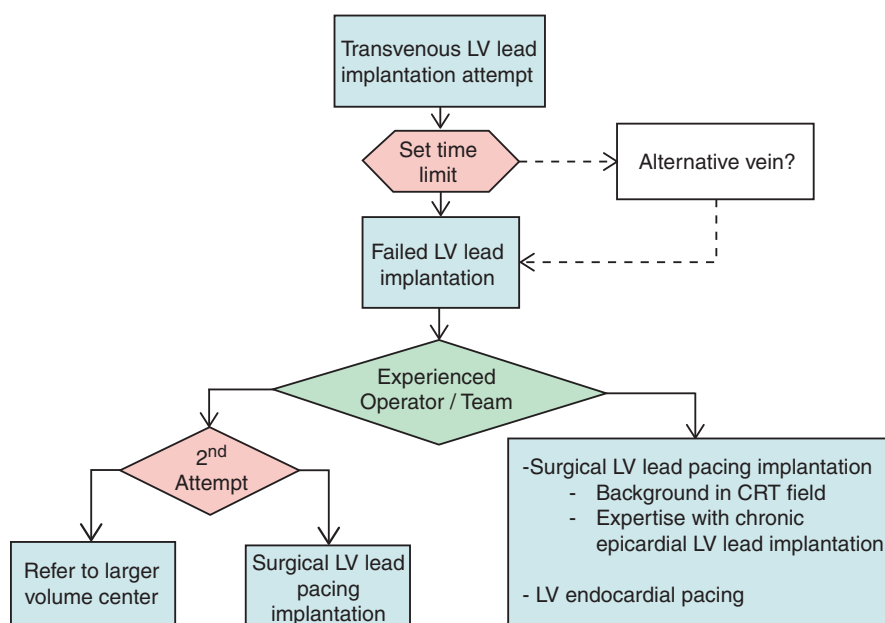 Transvenous LV lead
implantation attempt
Set time
limit
Alternative vein?
Failed LV lead
implantation
Experienced
Operator / Team
2nd
Attempt
-Surgical LV lead pacing implantation
- Background in CRT field
- Expertise with chronic
epicardial LV lead implantation
- LV endocardial pacing
Refer to larger
volume center
Surgical LV lead
pacing
implantation